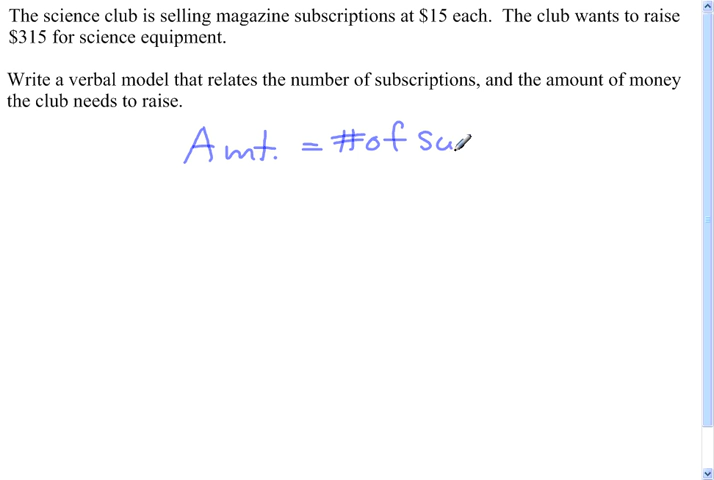 The science club is selling magazine subscriptions at $15 each. The club wants to raise
$315 for science equipment.
Write a verbal model that relates the number of subscriptions, and the amount of money
the club needs to raise.
Amt. = # of su